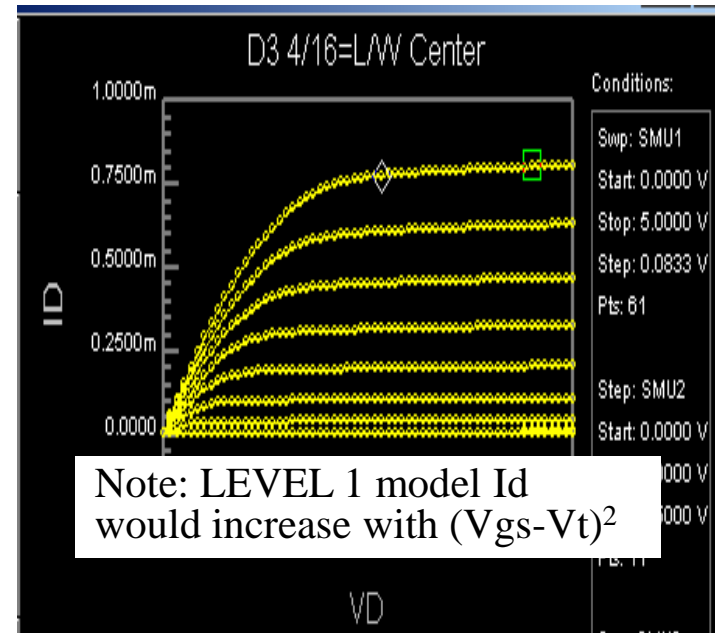 D3 4/16=L/W Center
1.0000m
0.7500m
0.5000m
0.2500m
0.0000
ID
VD
Conditions:
Swp: SMU1
Start: 0.0000 V
Stop: 5.0000 V
Step: 0.0833 V
Pts: 61
Step: SMU2
Start: 0.0000 V
0000 V
5000 V
Note: LEVEL 1 model Id
would increase with (Vgs-Vt)²